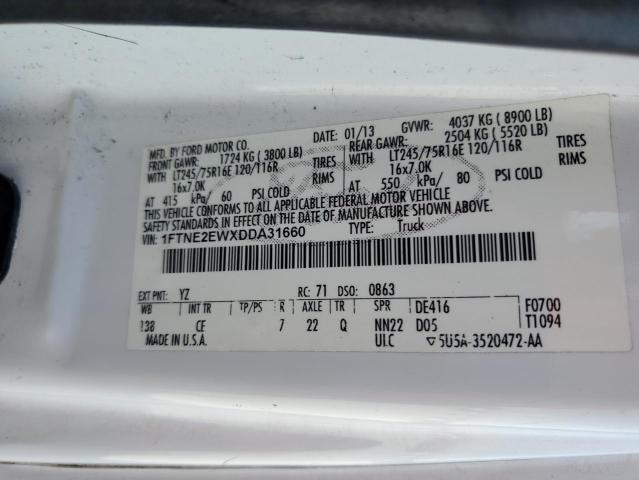 MFD. BY FORD MOTOR CO. DATE: 01/13 GVWR: 4037 KG ( 8900 LB)
FRONT GAWR: 1724 KG ( 3800 LB) REAR GAWR: 2504 KG ( 5520 LB)
WITH LT245/75R16E 120/116R TIRES WITH LT245/75R16E 120/116R TIRES
16x7.0K RIMS 16x7.0K RIMS
AT 415 kPa/ 60 PSI COLD AT 550 kPa/ 80 PSI COLD
THIS VEHICLE CONFORMS TO ALL APPLICABLE FEDERAL MOTOR VEHICLE
SAFETY STANDARDS IN EFFECT ON THE DATE OF MANUFACTURE SHOWN ABOVE.
VIN: 1FTNE2EWXDDA31660 TYPE: Truck
EXT PNT: YZ RC: 71 DSO: 0863
WB INT TR TP/PS R AXLE TR SPR DE416 F0700
138 CE 7 22 Q NN22 D05 T1094
MADE IN U.S.A. UI.C ▽5U5A-3520472-AA